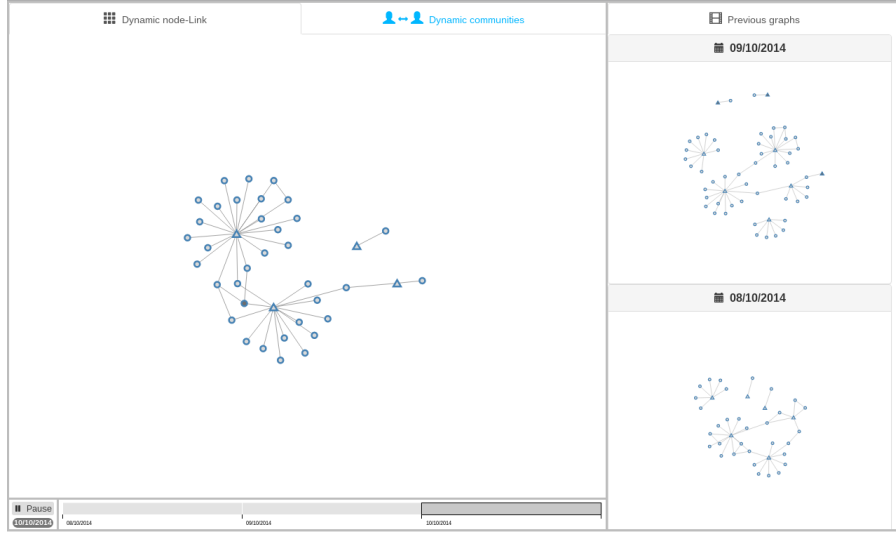 Dynamic node-Link
Dynamic communities
Previous graphs
09/10/2014
08/10/2014
Pause
10/10/2014
08/10/2014
09/10/2014
10/10/2014